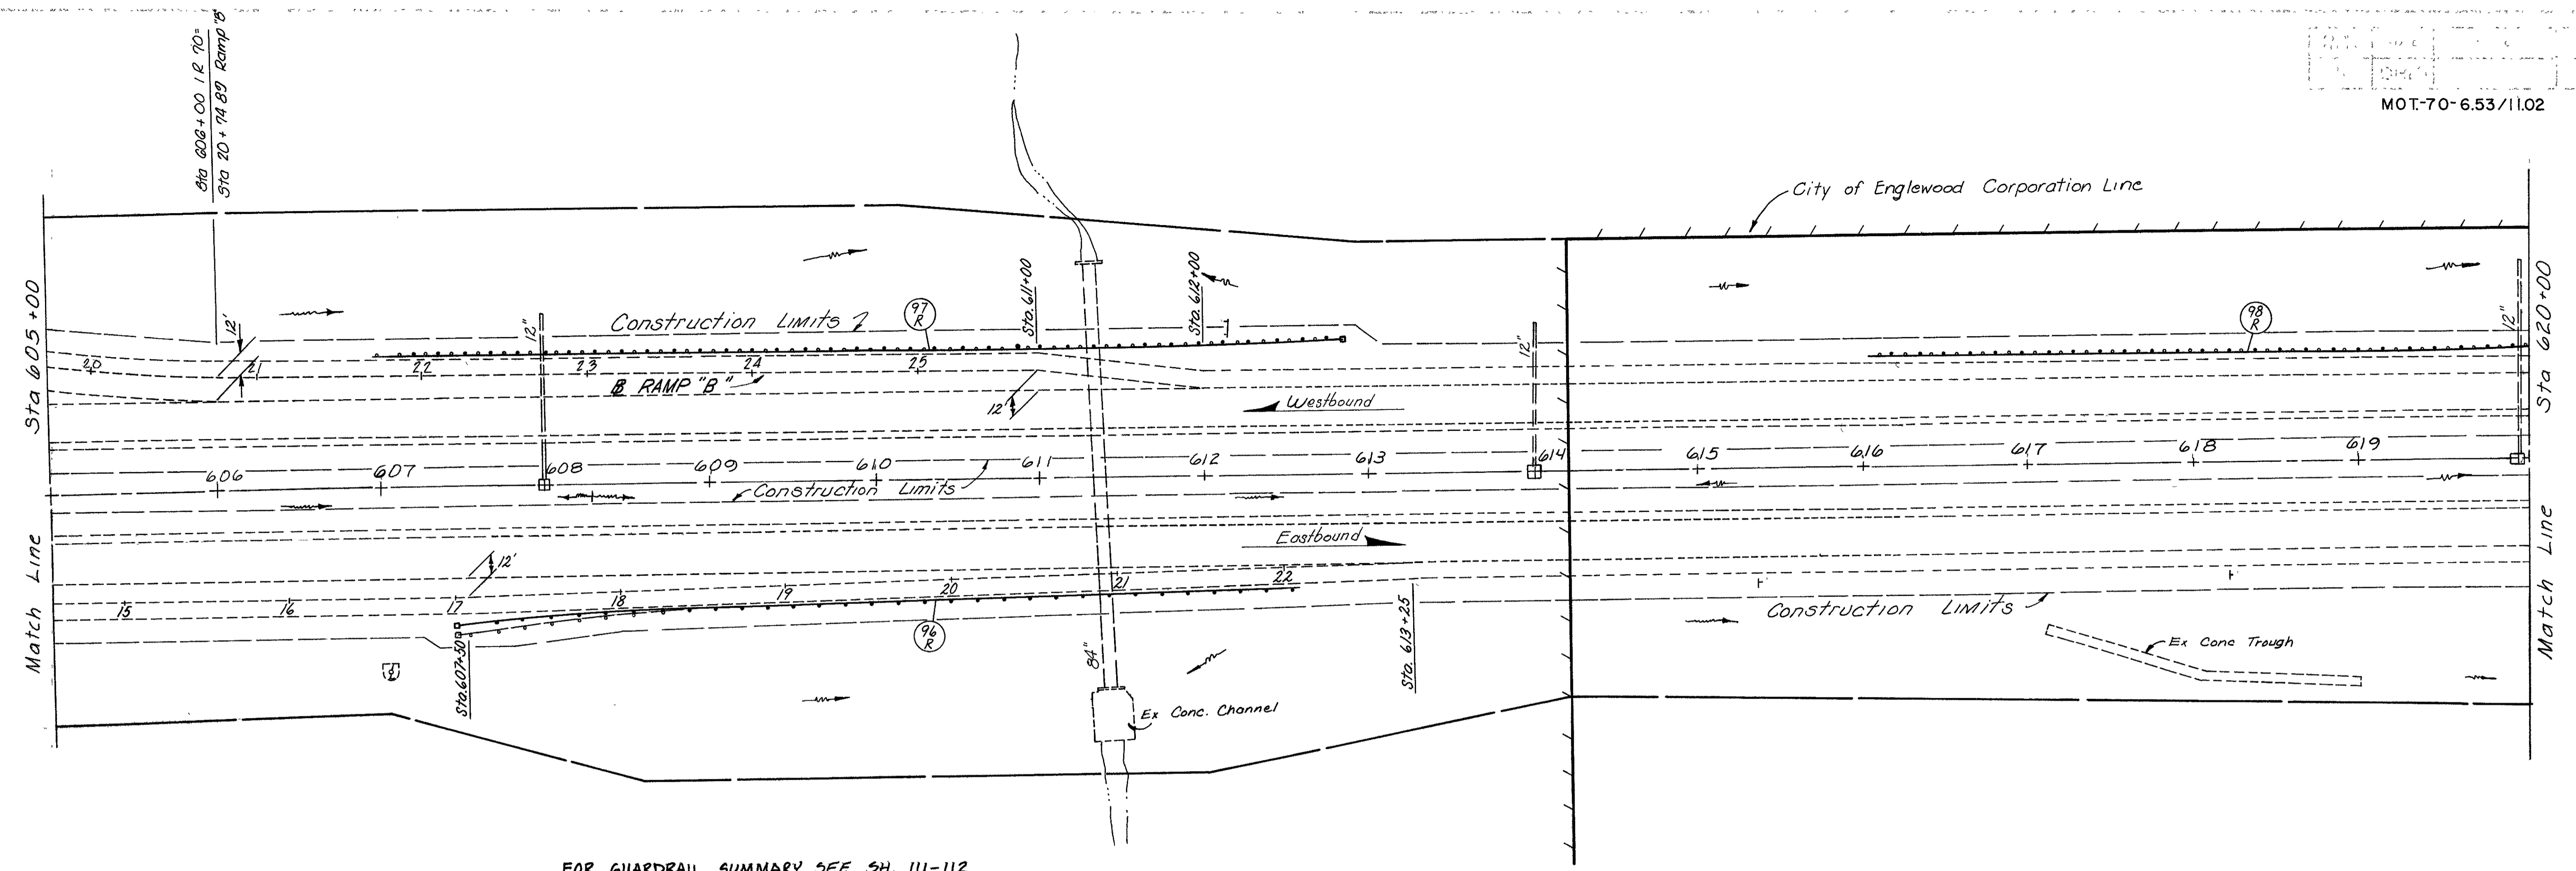 MOT.-70-6.53/11.02
Sta 606+00 IR 70=
Sta 20+74 89 Ramp "B"
City of Englewood Corporation Line
Sta 605+00
Match Line
Sta 620+00
Match Line
12'
12"
Construction Limits
97
R
Sta. 611+00
Sta. 612+00
12"
98
R
12"
20
21
22
23
24
25
B RAMP "B"
12'
Westbound
606
607
608
609
610
611
612
613
614
615
616
617
618
619
Construction Limits
Eastbound
12'
15
16
17
18
19
20
21
22
96
R
Sta. 607+50
84"
Sta. 613+25
Construction Limits
Ex Conc Trough
Ex Conc. Channel
FOR GUARDRAIL SUMMARY SEE SH. 111-112